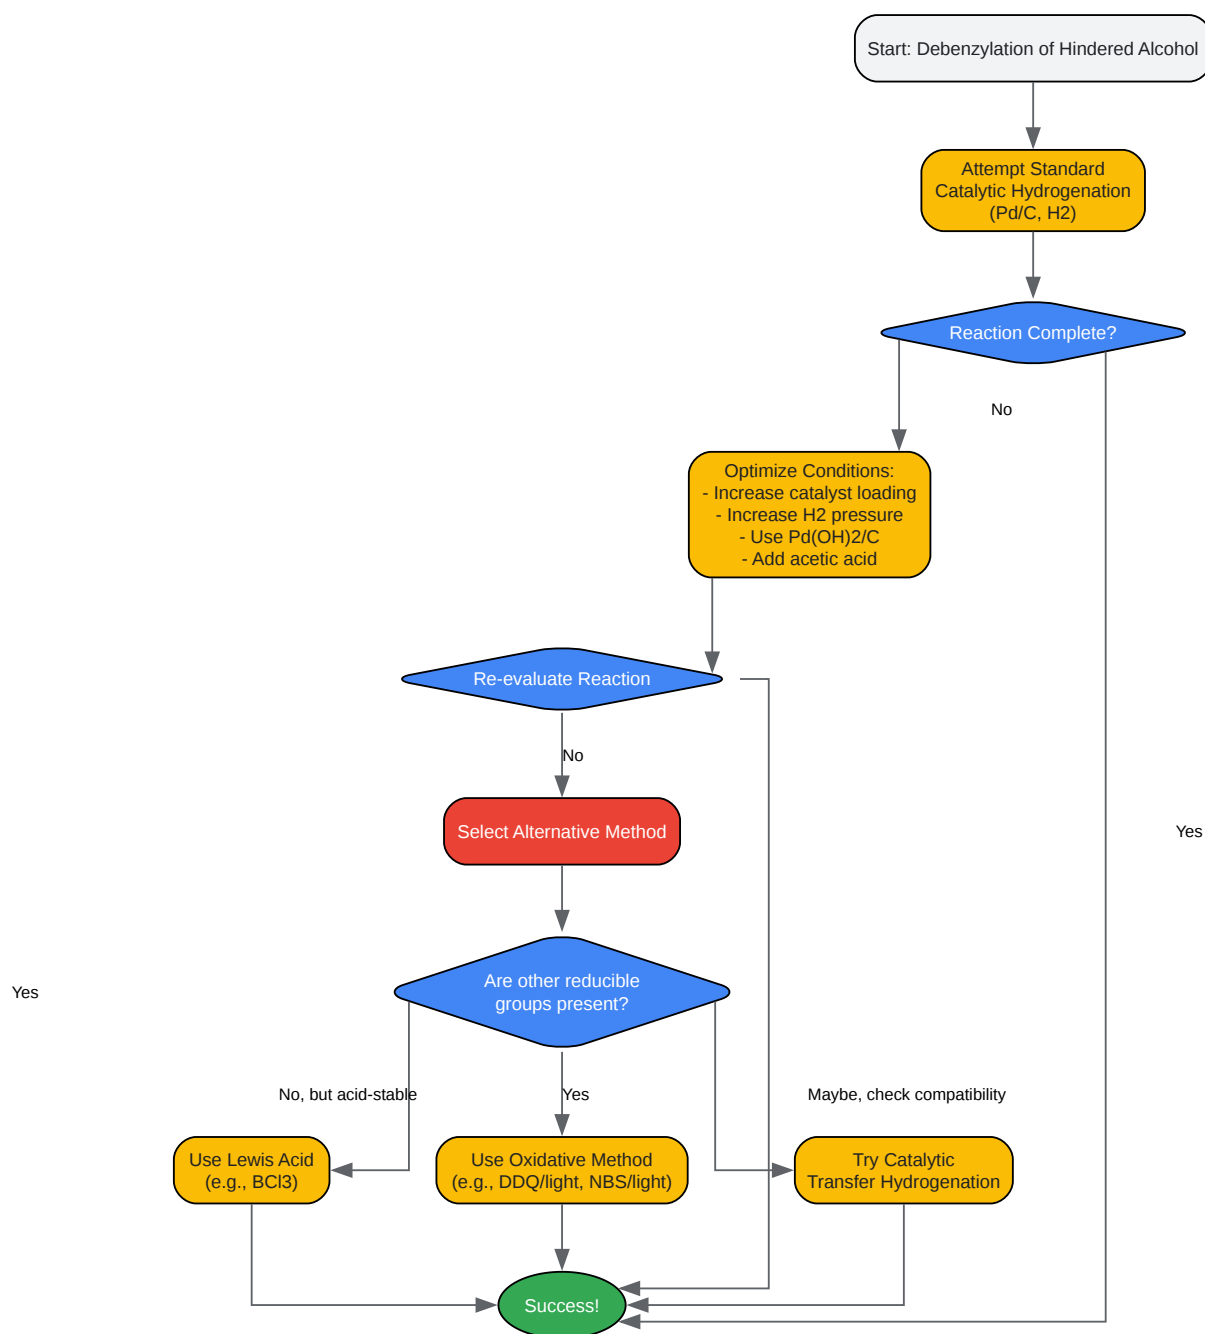 Start: Debenzylation of Hindered Alcohol
Attempt Standard
Catalytic Hydrogenation
(Pd/C, H2)
Reaction Complete?
No
Optimize Conditions:
- Increase catalyst loading
- Increase H2 pressure
- Use Pd(OH)2/C
- Add acetic acid
Re-evaluate Reaction
No
Select Alternative Method
Yes
Are other reducible
groups present?
Yes
No, but acid-stable
Yes
Maybe, check compatibility
Use Lewis Acid
(e.g., BCl3)
Use Oxidative Method
(e.g., DDQ/light, NBS/light)
Try Catalytic
Transfer Hydrogenation
Success!